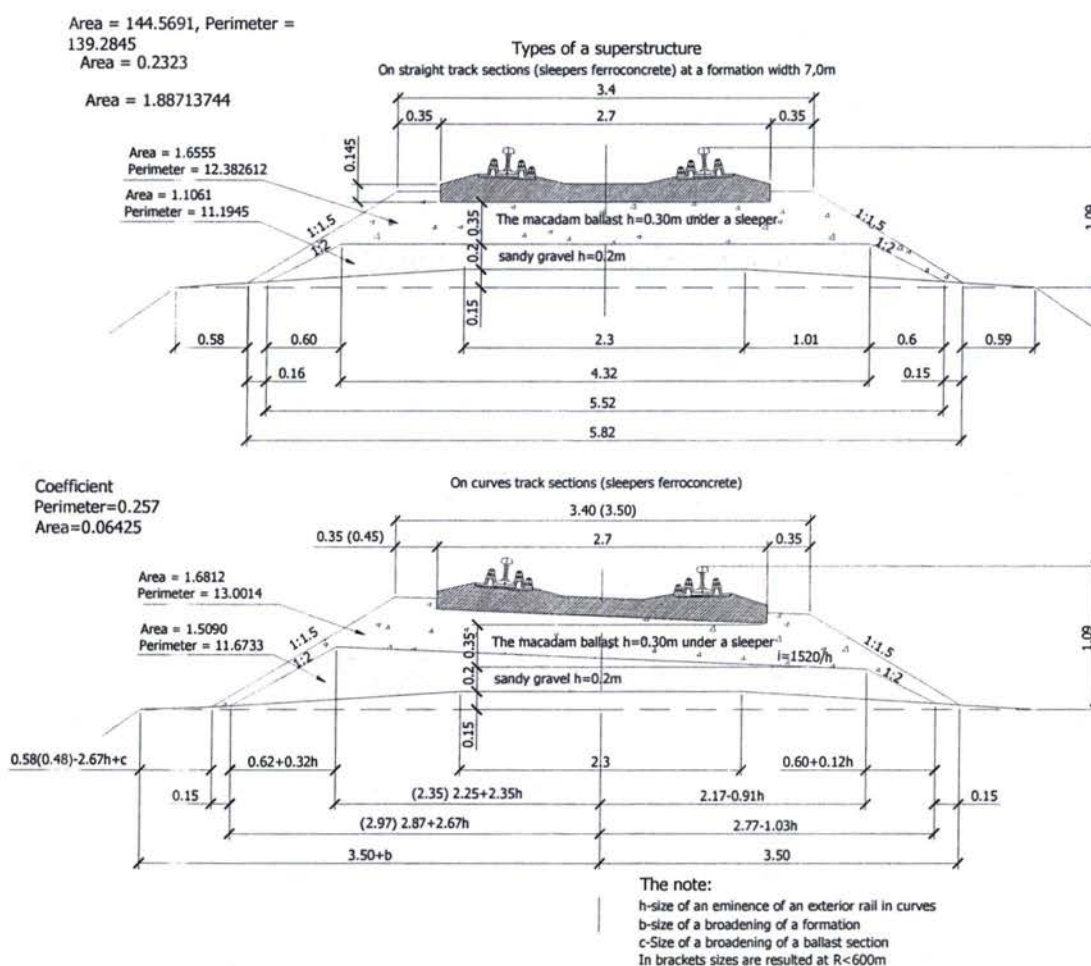 Area = 144.5691, Perimeter =
139.2845
Area = 0.2323
Area = 1.88713744
Types of a superstructure
On straight track sections (sleepers ferroconcrete) at a formation width 7,0m
3.4
0.35
2.7
0.35
0.145
Area = 1.6555
Perimeter = 12.382612
Area = 1.1061
Perimeter = 11.1945
1:1.5
1:2
0.35
The macadam ballast h=0.30m under a sleeper
1:1,5
1:2
0.2
sandy gravel h=0.2m
0.15
1.09
0.58
0.60
2.3
1.01
0.6
0.59
0.16
4.32
0.15
5.52
5.82
Coefficient
Perimeter=0.257
Area=0.06425
On curves track sections (sleepers ferroconcrete)
3.40 (3.50)
0.35 (0.45)
2.7
0.35
Area = 1.6812
Perimeter = 13.0014
Area = 1.5090
Perimeter = 11.6733
1:1.5
1:2
0.35
The macadam ballast h=0.30m under a sleeper
i=1520/h
1:1.5
1:2
0.2
sandy gravel h=0.2m
0.15
1.09
0.58(0.48)-2.67h+c
0.62+0.32h
2.3
0.60+0.12h
0.15
(2.35) 2.25+2.35h
2.17-0.91h
0.15
(2.97) 2.87+2.67h
2.77-1.03h
3.50+b
3.50
The note:
h-size of an eminence of an exterior rail in curves
b-size of a broadening of a formation
c-Size of a broadening of a ballast section
In brackets sizes are resulted at R<600m